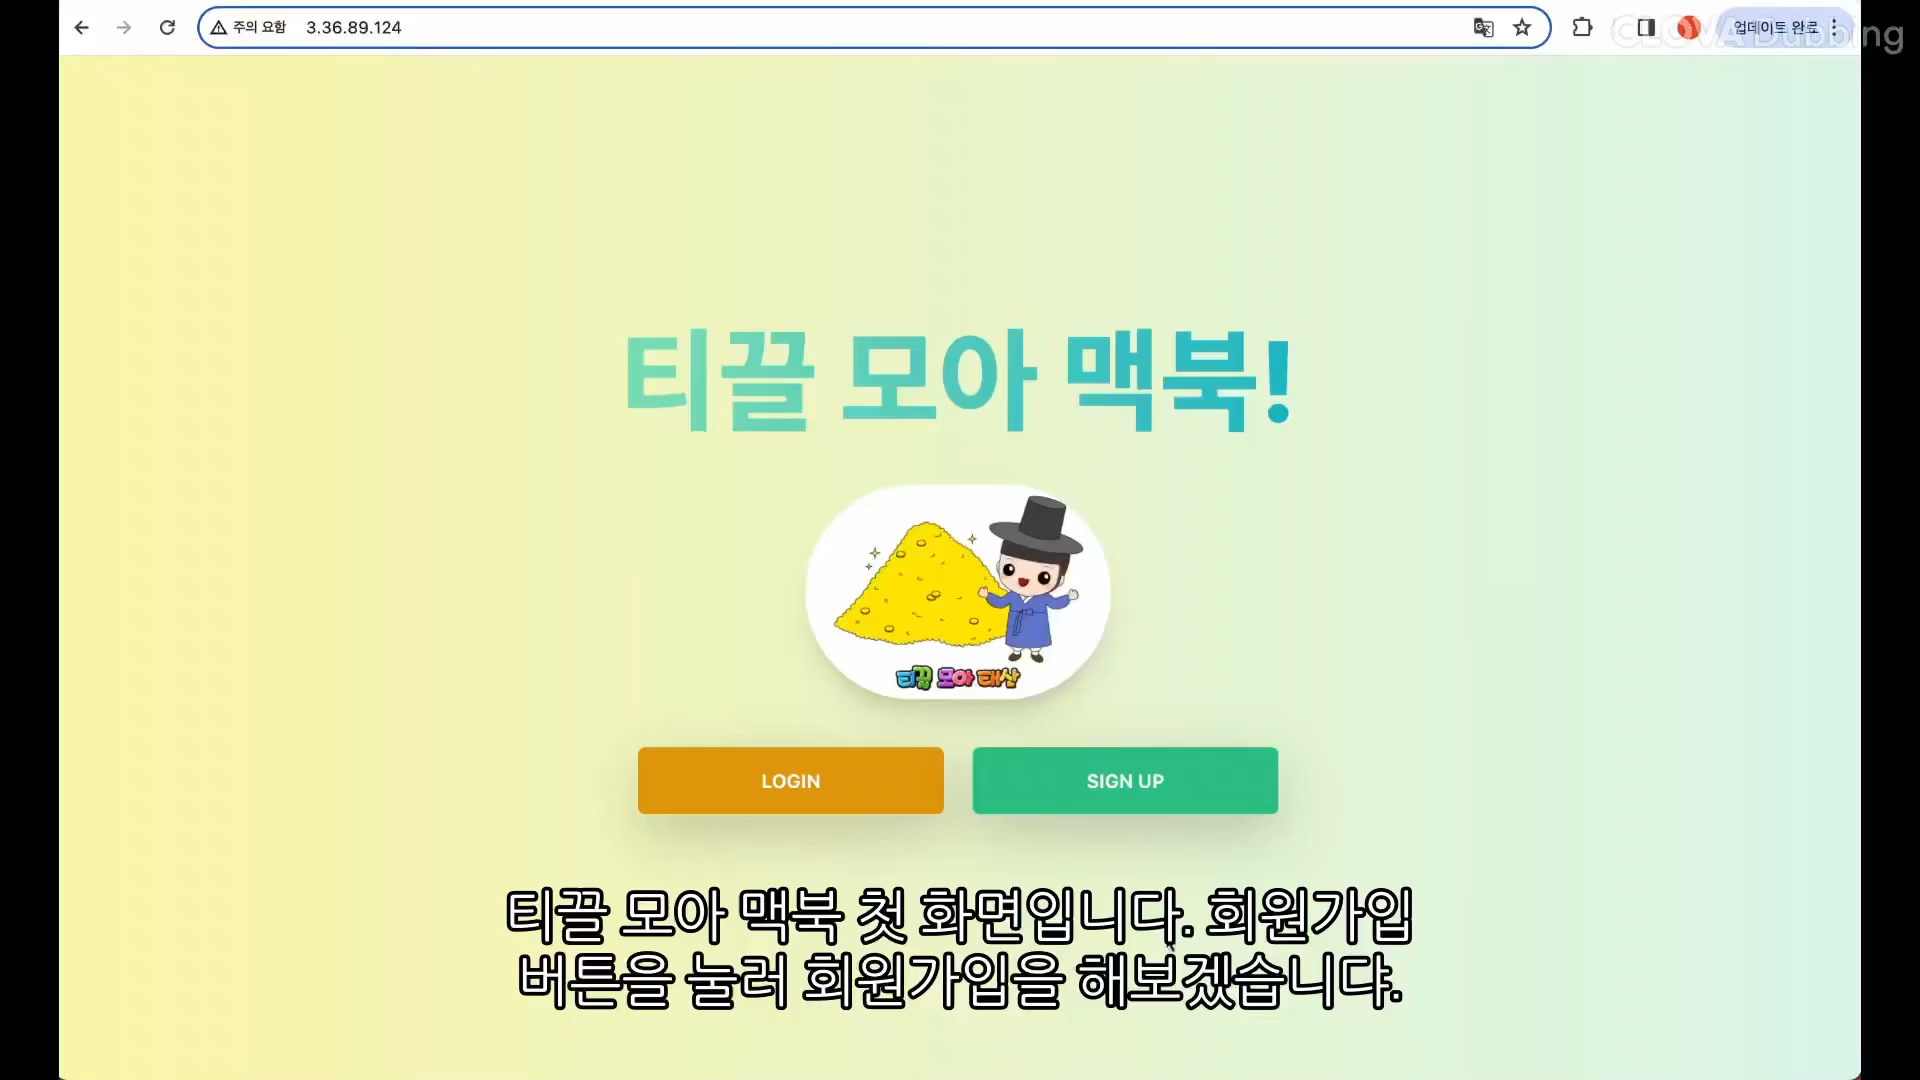 주의 요함 3.36.89.124
업데이트 완료
CLOVA Dubbing
티끌 모아 맥북!
티끌 모아 태산
LOGIN
SIGN UP
티끌 모아 맥북 첫 화면입니다. 회원가입
버튼을 눌러 회원가입을 해보겠습니다.